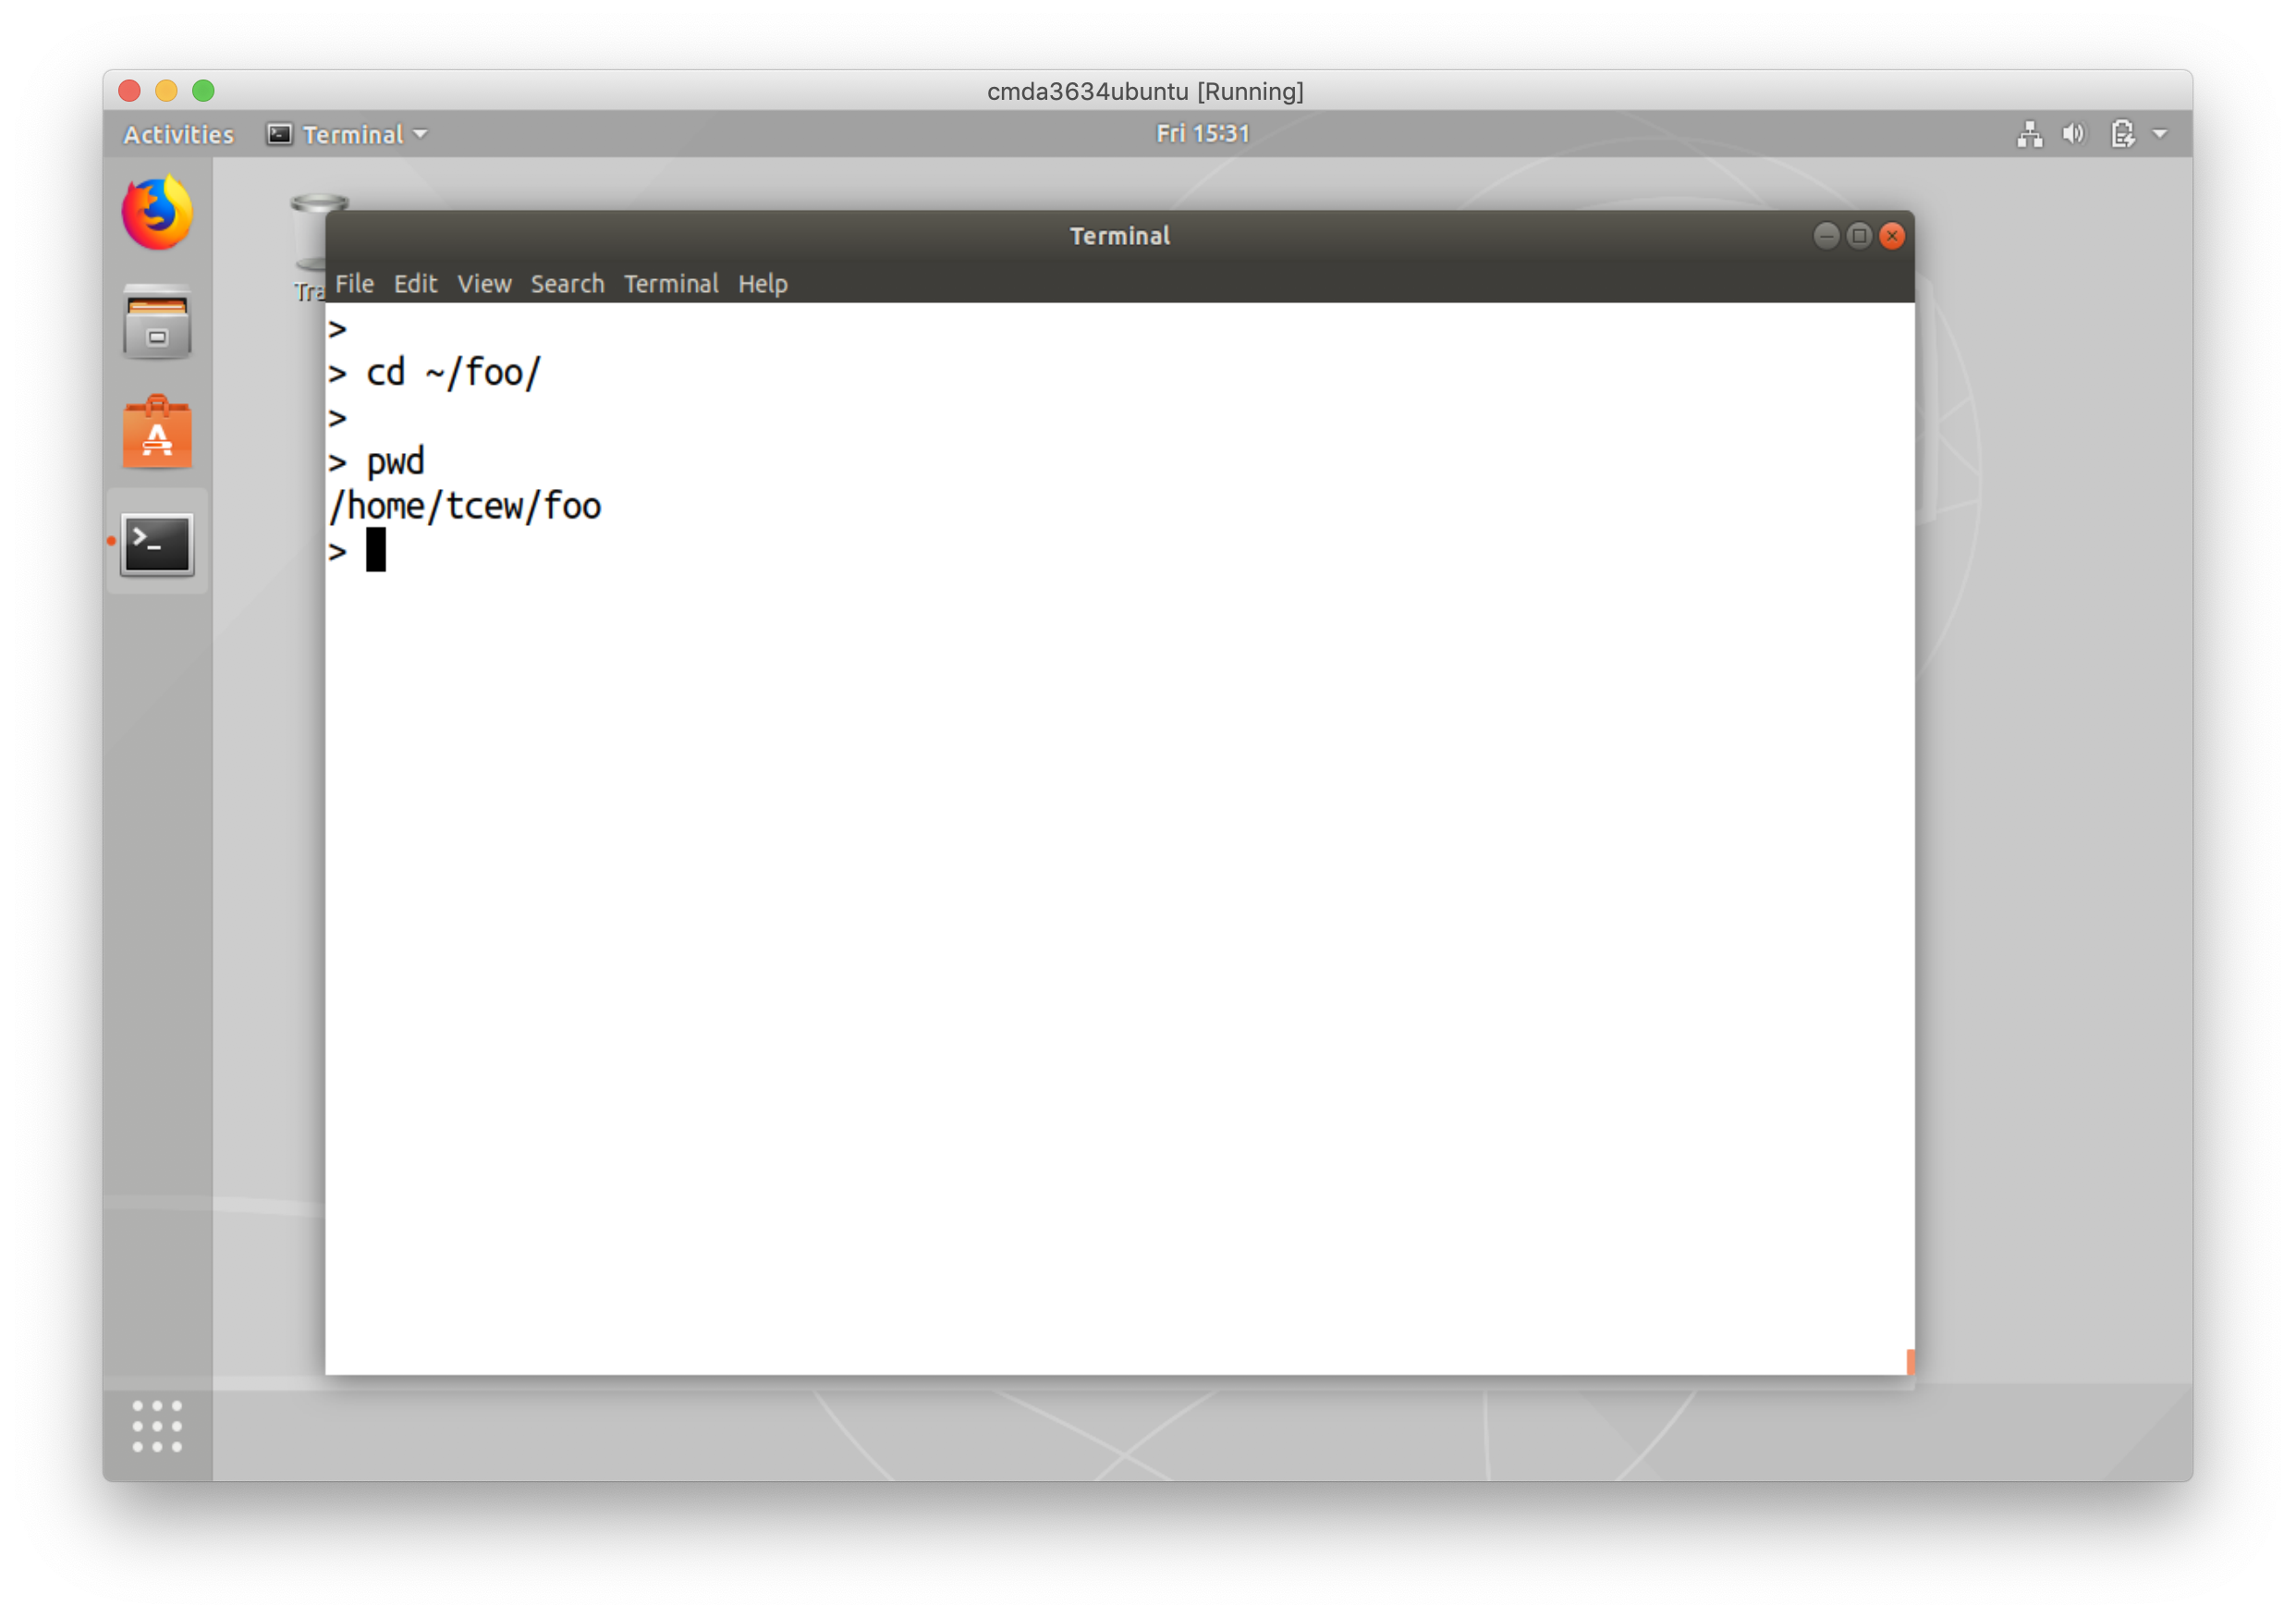 cmda3634ubuntu [Running]
Activities Terminal Fri 15:31
Terminal
File Edit View Search Terminal Help
>
> cd ~/foo/
>
> pwd
/home/tcew/foo
>